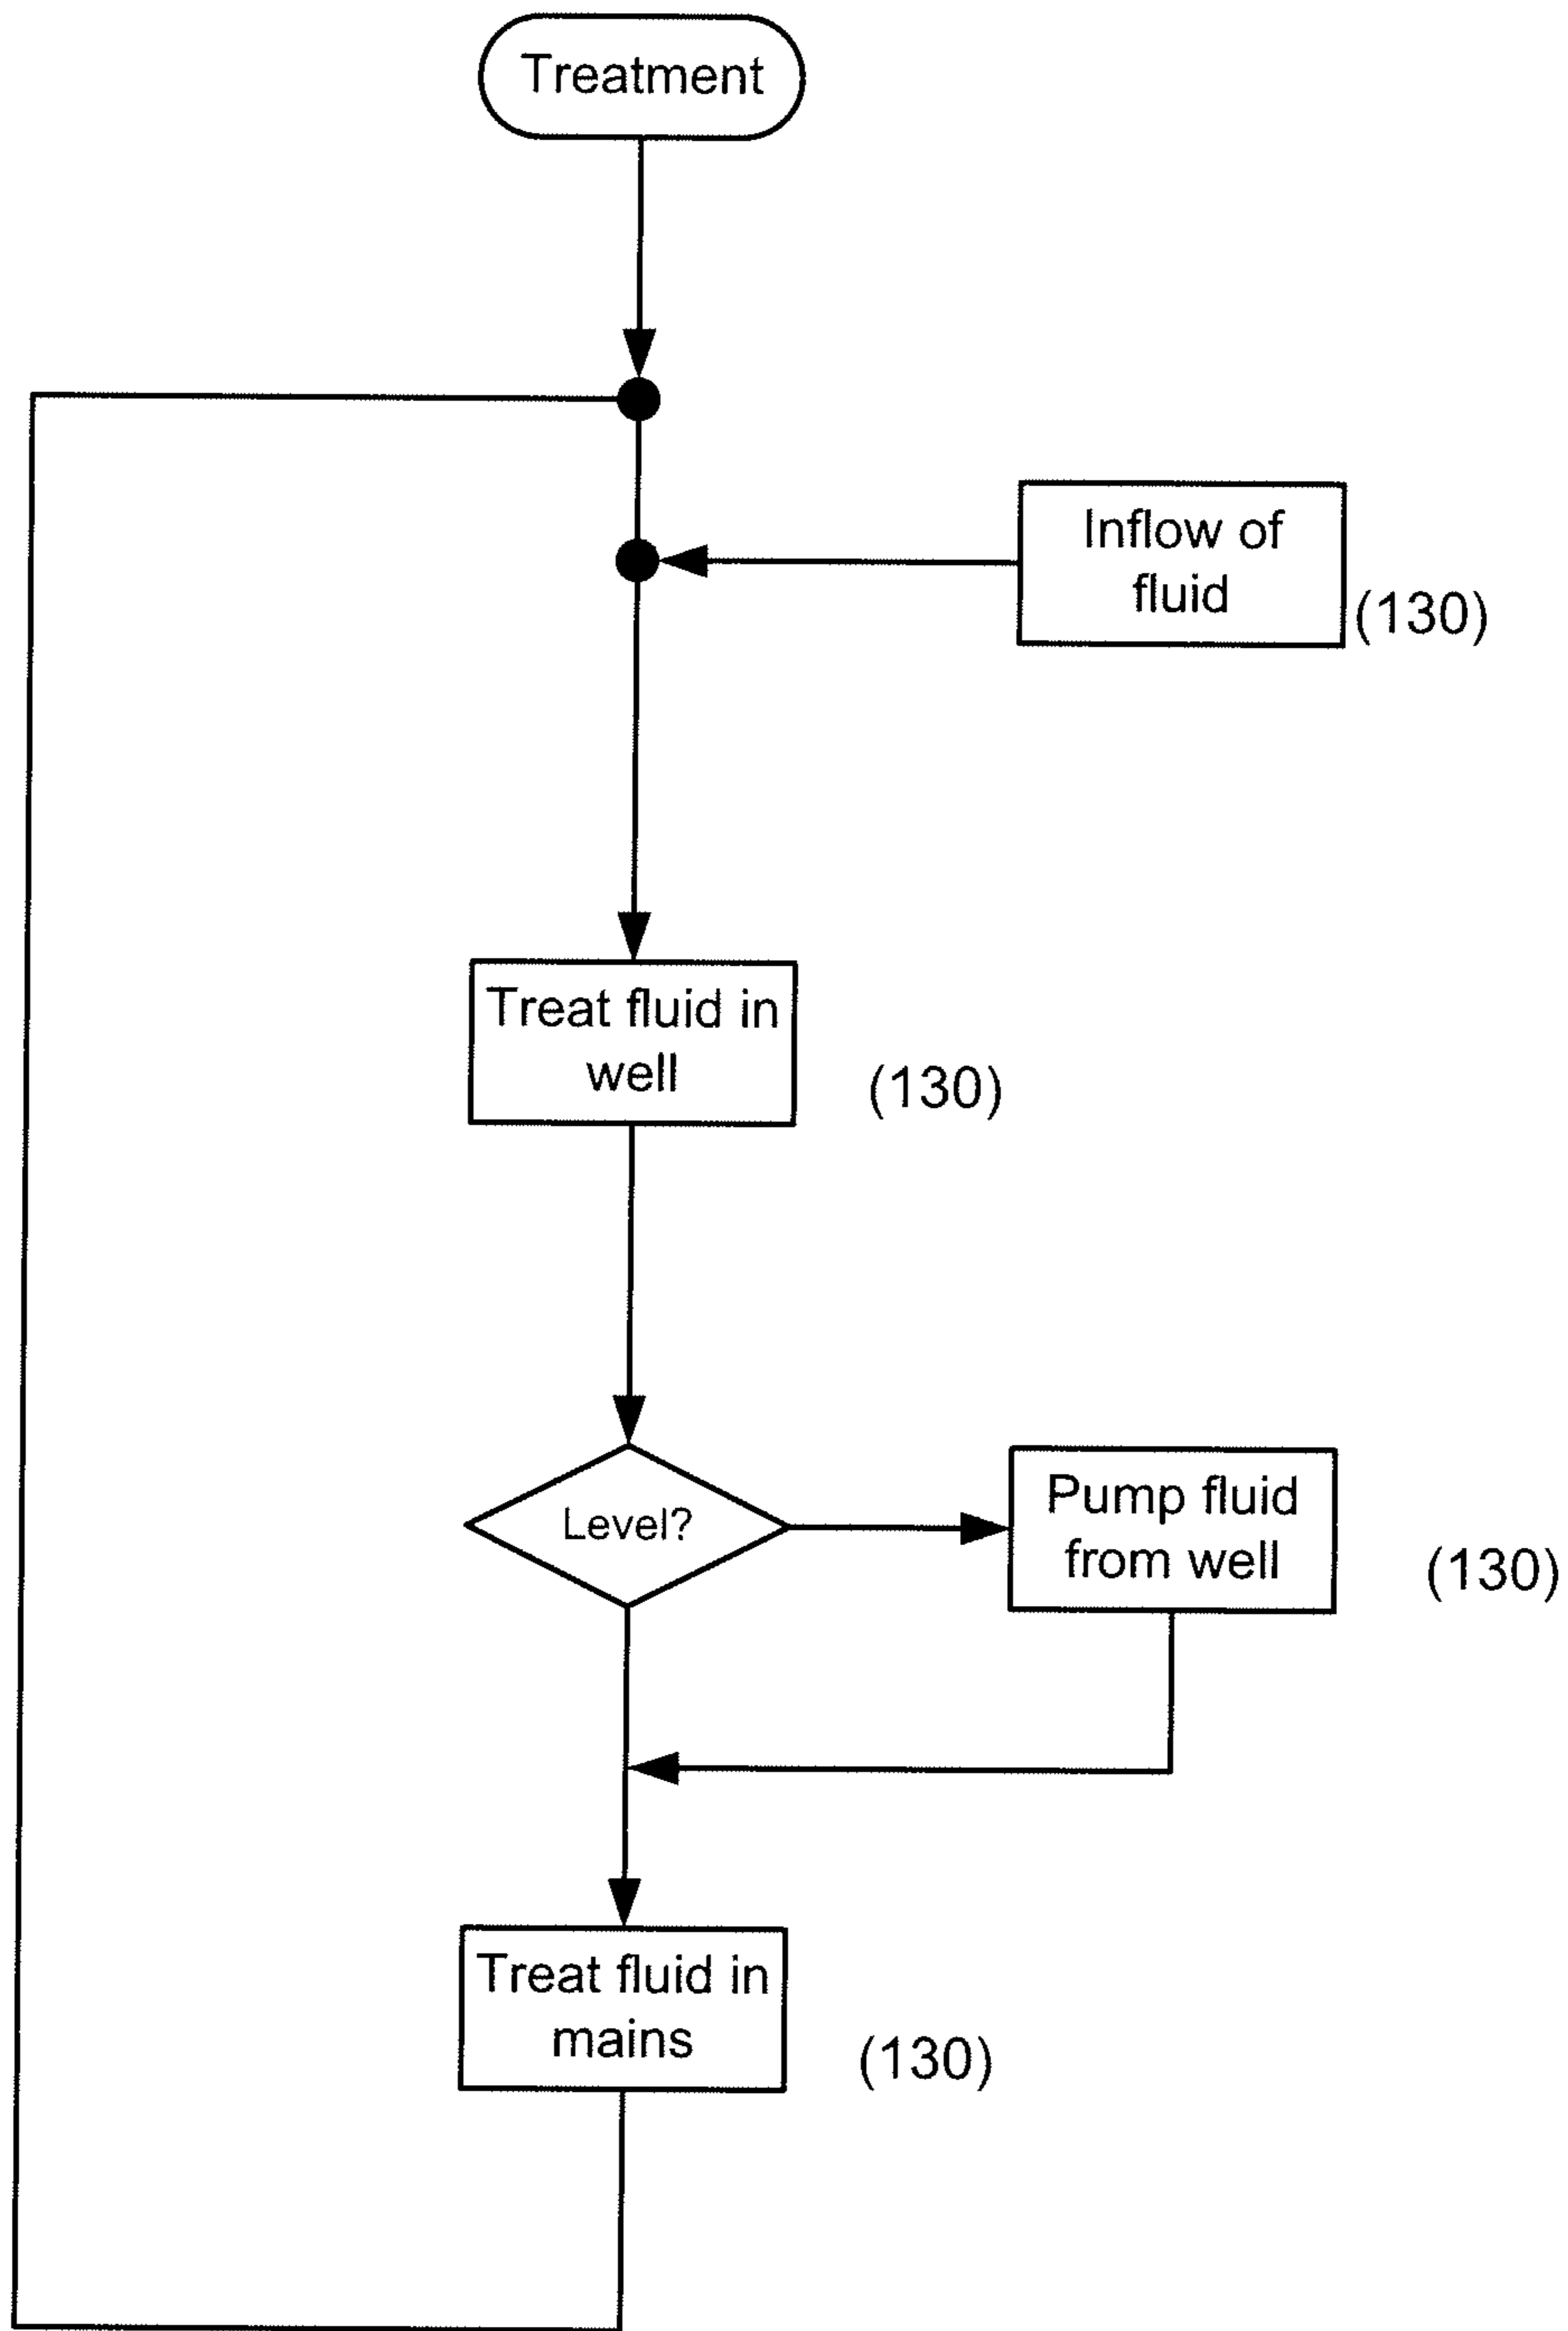 Treatment
Inflow of
fluid
(130)
Treat fluid in
well
(130)
Level?
Pump fluid
from well
(130)
Treat fluid in
mains
(130)